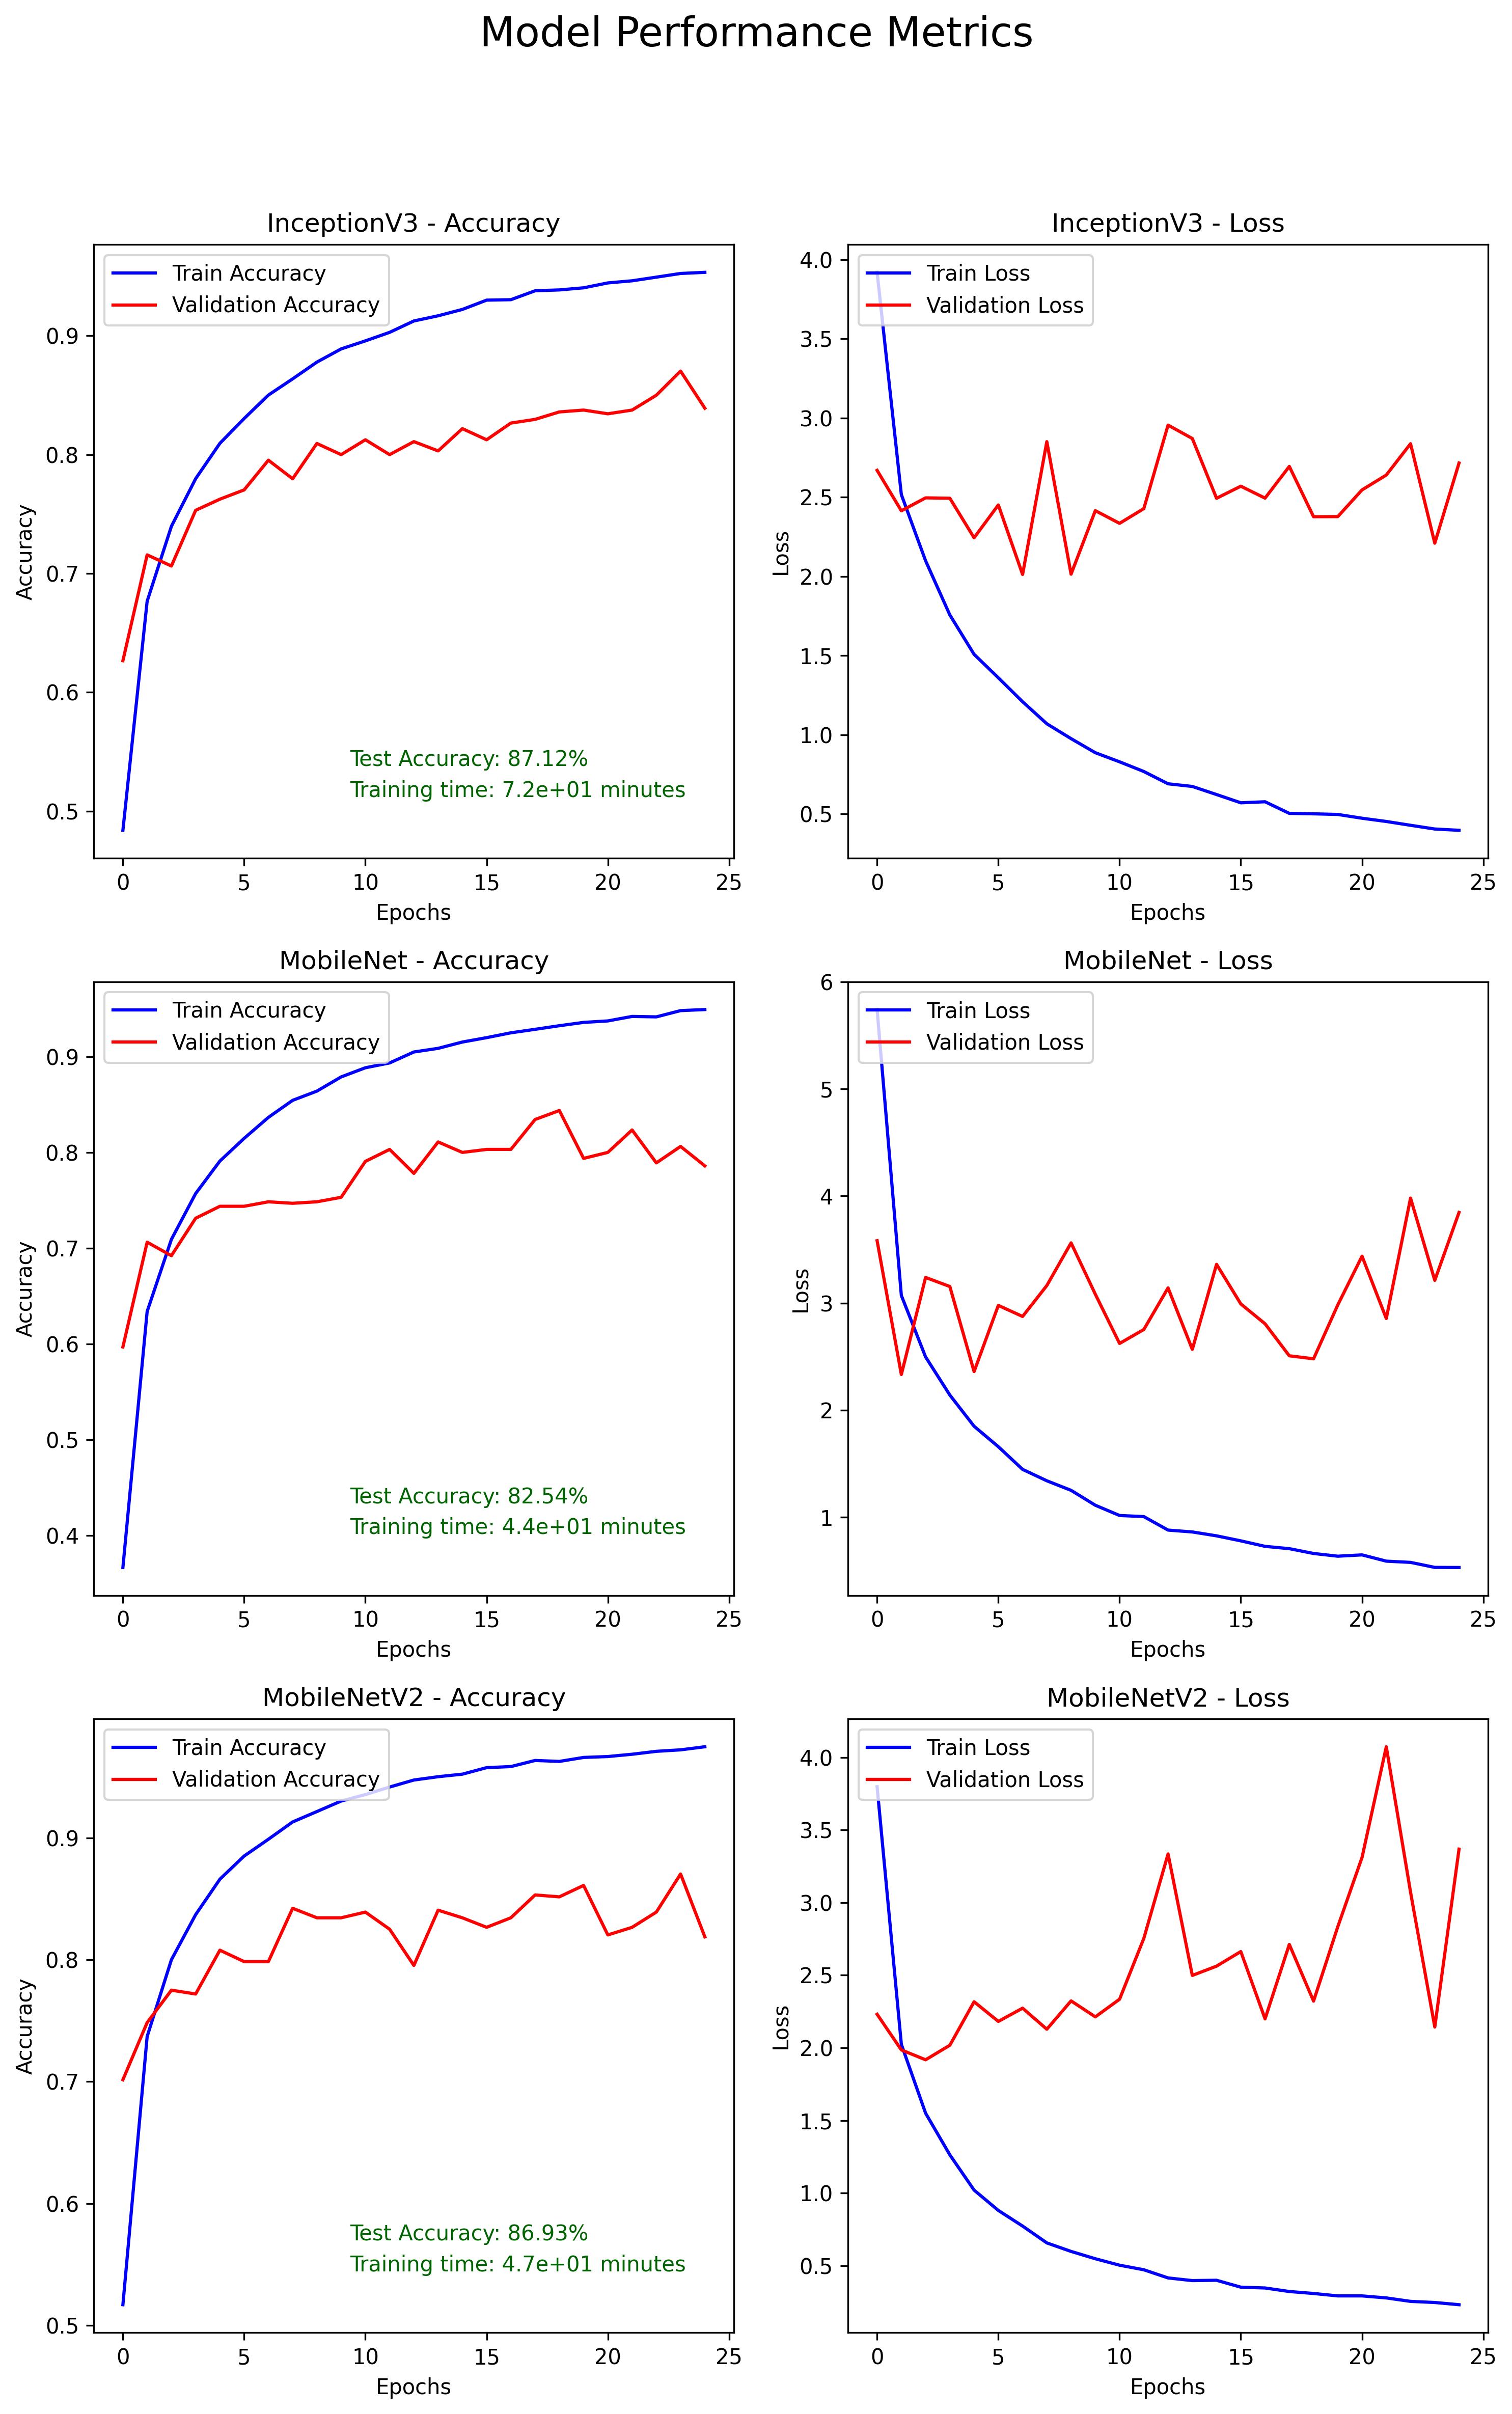 Model Performance Metrics
InceptionV3 - Accuracy
Train Accuracy
Validation Accuracy
0.9
0.8
0.7
0.6
0.5
Accuracy
Test Accuracy: 87.12%
Training time: 7.2e+01 minutes
0 5 10 15 20 25
Epochs
InceptionV3 - Loss
Train Loss
Validation Loss
4.0
3.5
3.0
2.5
2.0
1.5
1.0
0.5
Loss
0 5 10 15 20 25
Epochs
MobileNet - Accuracy
Train Accuracy
Validation Accuracy
0.9
0.8
0.7
0.6
0.5
0.4
Accuracy
Test Accuracy: 82.54%
Training time: 4.4e+01 minutes
0 5 10 15 20 25
Epochs
MobileNet - Loss
Train Loss
Validation Loss
6
5
4
3
2
1
Loss
0 5 10 15 20 25
Epochs
MobileNetV2 - Accuracy
Train Accuracy
Validation Accuracy
0.9
0.8
0.7
0.6
0.5
Accuracy
Test Accuracy: 86.93%
Training time: 4.7e+01 minutes
0 5 10 15 20 25
Epochs
MobileNetV2 - Loss
Train Loss
Validation Loss
4.0
3.5
3.0
2.5
2.0
1.5
1.0
0.5
Loss
0 5 10 15 20 25
Epochs